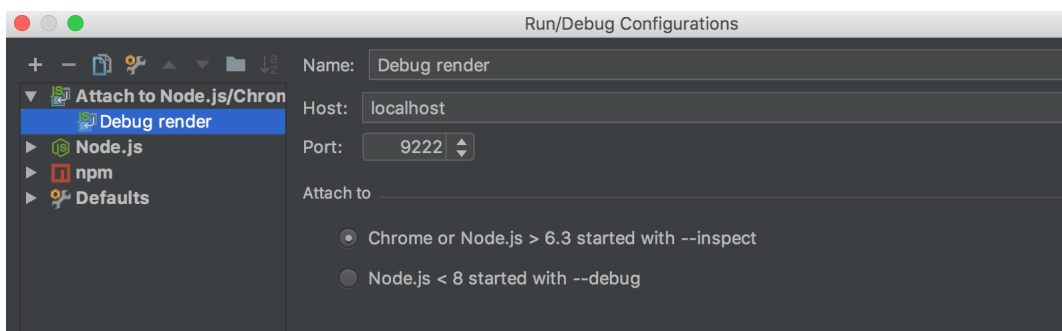 Run/Debug Configurations
Name: Debug render
Attach to Node.js/Chron
Host: localhost
Debug render
Node.js
Port: 9222
npm
Attach to
Defaults
Chrome or Node.js > 6.3 started with --inspect
Node.js < 8 started with --debug